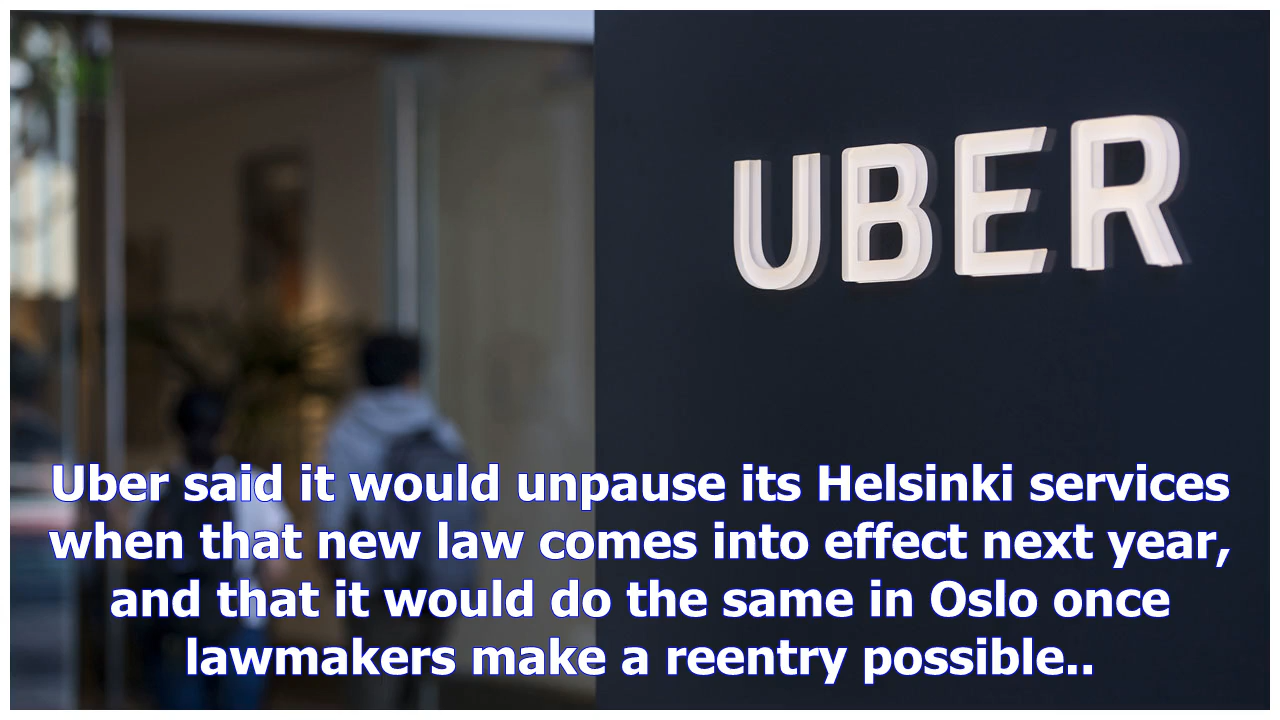 UBER
Uber said it would unpause its Helsinki services
when that new law comes into effect next year,
and that it would do the same in Oslo once
lawmakers make a reentry possible..